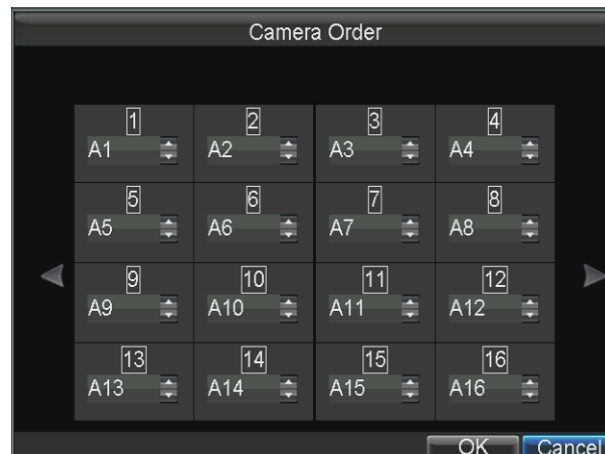 Camera Order
1 2 3 4
A1 A2 A3 A4
5 6 7 8
A5 A6 A7 A8
9 10 11 12
A9 A10 A11 A12
13 14 15 16
A13 A14 A15 A16
OK Cancel